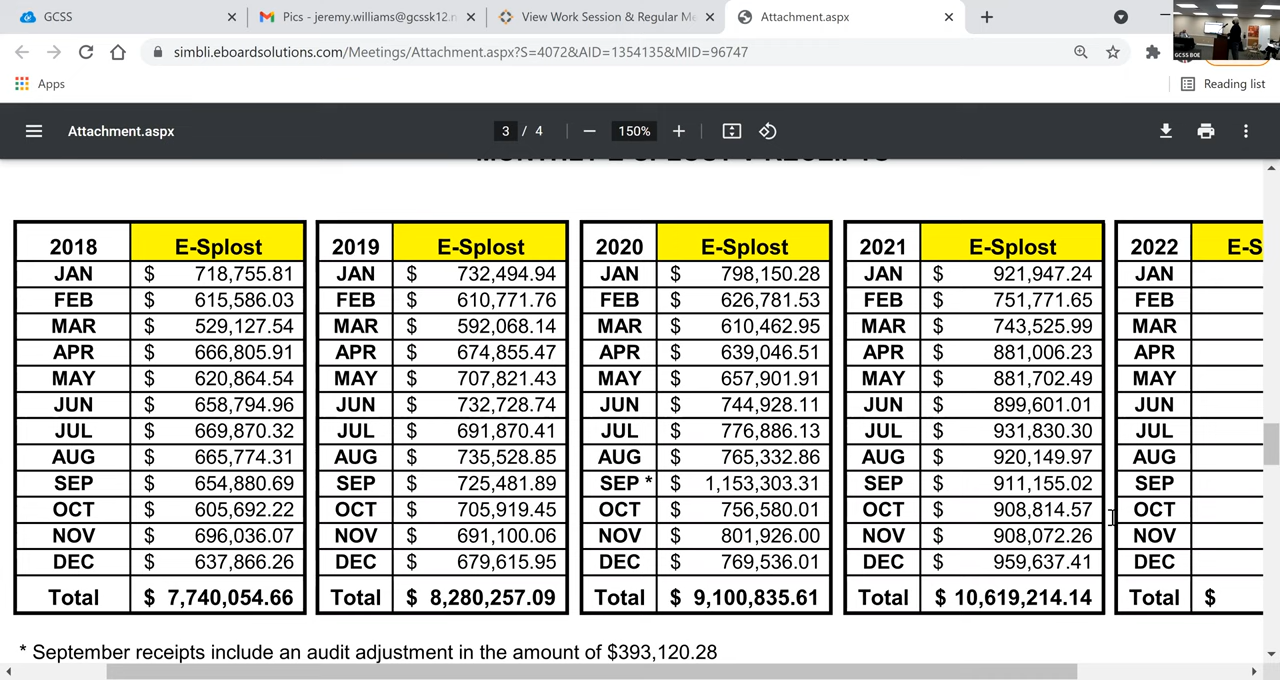 GCSS
Pics - jeremy.williams@gcssk12.n
View Work Session & Regular Me
Attachment.aspx
simbli.eboardsolutions.com/Meetings/Attachment.aspx?S=4072&AID=1354135&MID=96747
GCSS BOE
Apps
Reading list
Attachment.aspx
3 / 4
150%
MONTHLY E-SPLOST V RECEIPTS
2018 E-Splost 2019 E-Splost 2020 E-Splost 2021 E-Splost 2022 E-S
JAN $ 718,755.81 JAN $ 732,494.94 JAN $ 798,150.28 JAN $ 921,947.24 JAN
FEB $ 615,586.03 FEB $ 610,771.76 FEB $ 626,781.53 FEB $ 751,771.65 FEB
MAR $ 529,127.54 MAR $ 592,068.14 MAR $ 610,462.95 MAR $ 743,525.99 MAR
APR $ 666,805.91 APR $ 674,855.47 APR $ 639,046.51 APR $ 881,006.23 APR
MAY $ 620,864.54 MAY $ 707,821.43 MAY $ 657,901.91 MAY $ 881,702.49 MAY
JUN $ 658,794.96 JUN $ 732,728.74 JUN $ 744,928.11 JUN $ 899,601.01 JUN
JUL $ 669,870.32 JUL $ 691,870.41 JUL $ 776,886.13 JUL $ 931,830.30 JUL
AUG $ 665,774.31 AUG $ 735,528.85 AUG $ 765,332.86 AUG $ 920,149.97 AUG
SEP $ 654,880.69 SEP $ 725,481.89 SEP * $ 1,153,303.31 SEP $ 911,155.02 SEP
OCT $ 605,692.22 OCT $ 705,919.45 OCT $ 756,580.01 OCT $ 908,814.57 OCT
NOV $ 696,036.07 NOV $ 691,100.06 NOV $ 801,926.00 NOV $ 908,072.26 NOV
DEC $ 637,866.26 DEC $ 679,615.95 DEC $ 769,536.01 DEC $ 959,637.41 DEC
Total $ 7,740,054.66 Total $ 8,280,257.09 Total $ 9,100,835.61 Total $ 10,619,214.14 Total $
* September receipts include an audit adjustment in the amount of $393,120.28